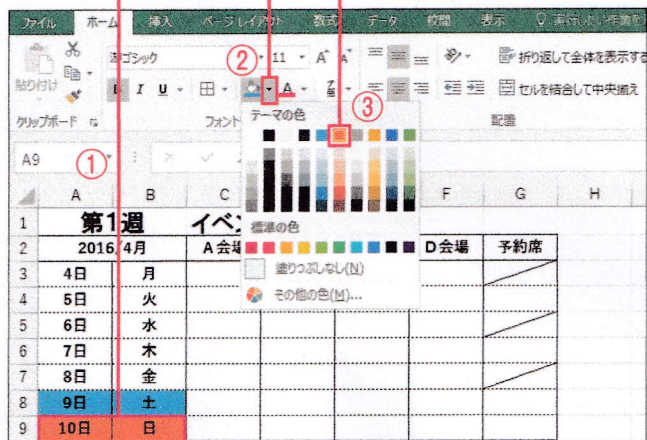 ファイル ホーム 挿入 ページレイアウト 数式 データ 校閲 表示 実行したい作業を
貼り付け 游ゴシック 11 A A 折り返して全体を表示する
B I U A セルを結合して中央揃え
クリップボード フォント 配置
② ③
テーマの色
A9 ①
A B C F G H
標準の色
塗りつぶしなし(N)
その他の色(M)...
1 第1週 イベン
2 2016/4月 A会場 D会場 予約席
3 4日 月
4 5日 火
5 6日 水
6 7日 木
7 8日 金
8 9日 土
9 10日 日